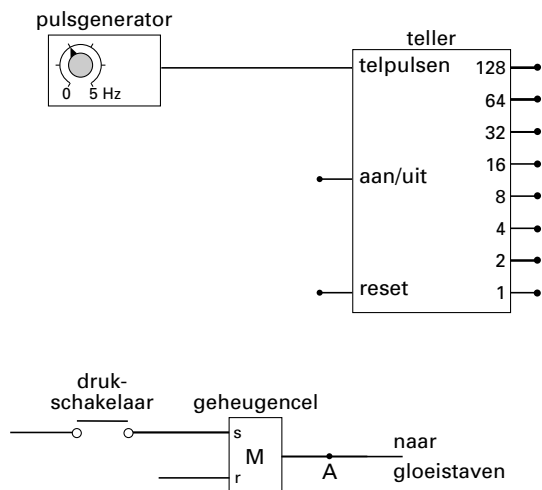 pulsgenerator
0 5 Hz
teller
telpulsen 128
64
32
aan/uit 16
8
4
2
reset 1
druk-
schakelaar
geheugencel
s
M
r
A
naar
gloeistaven